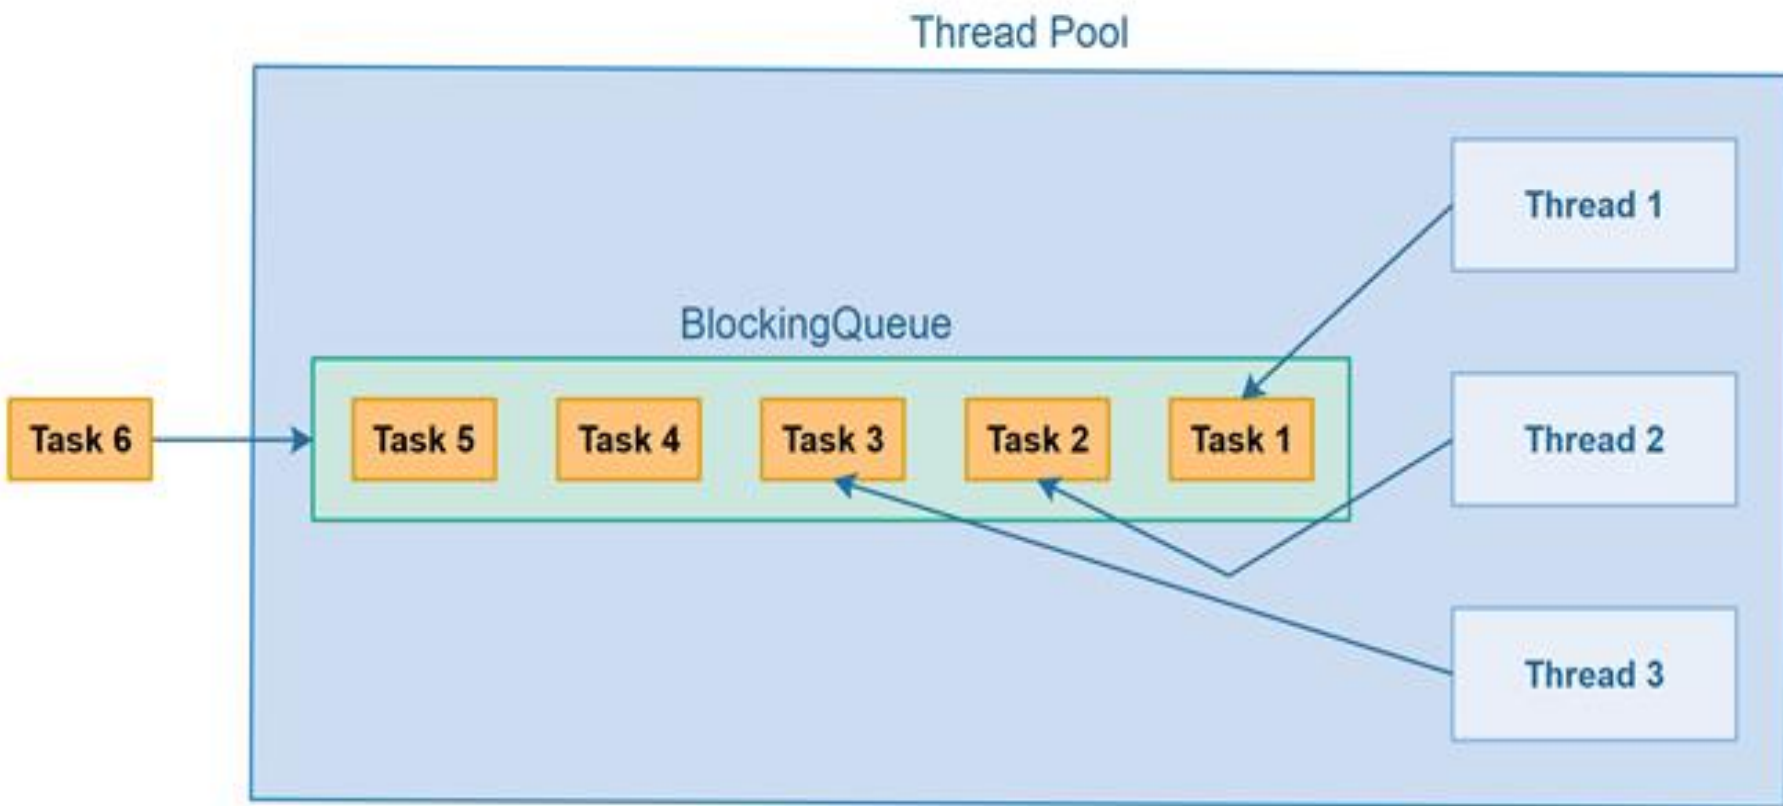 Thread Pool
Thread 1
BlockingQueue
Task 6
Task 5
Task 4
Task 3
Task 2
Task 1
Thread 2
Thread 3